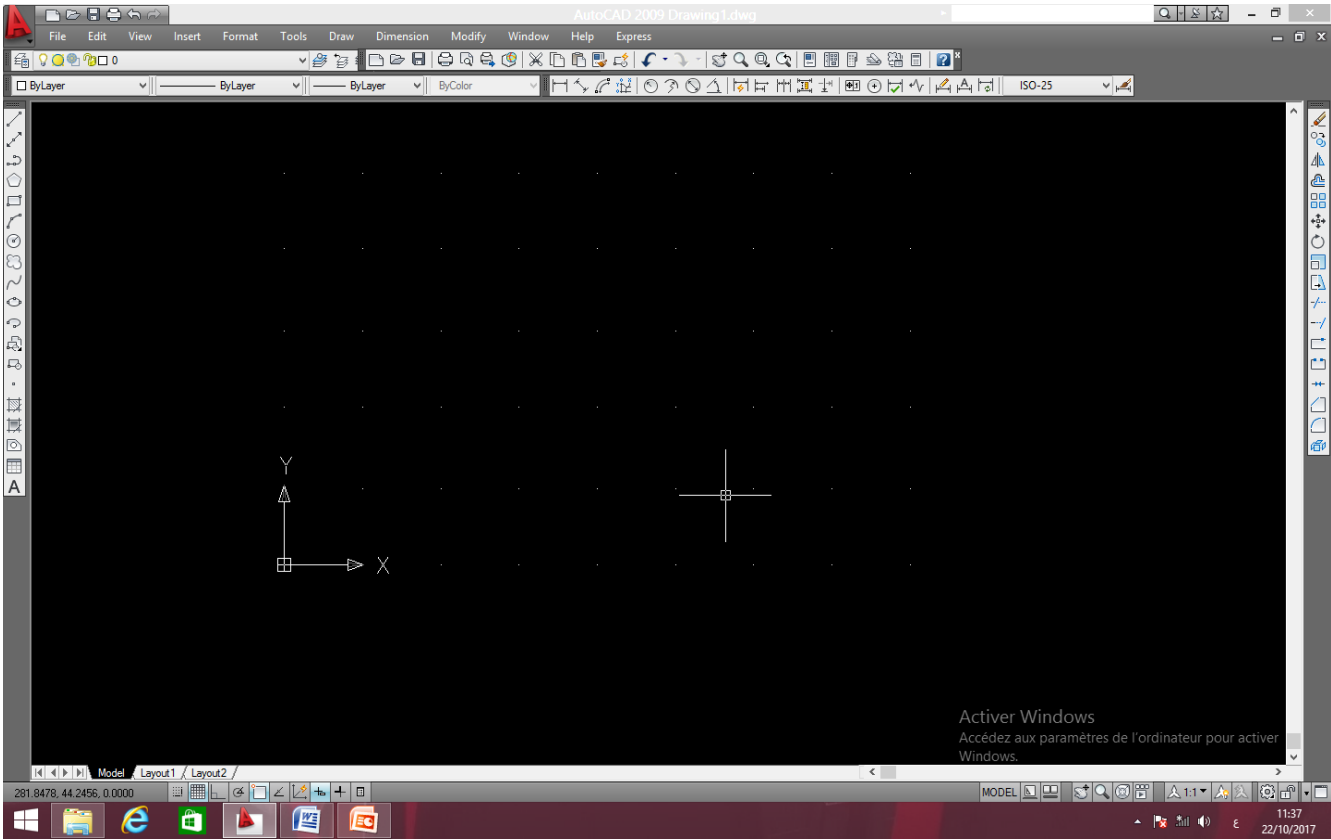 AutoCAD 2009 Drawing1.dwg
File Edit View Insert Format Tools Draw Dimension Modify Window Help Express
0
ByLayer ByLayer ByLayer ByColor ISO-25
A
Y
X
Activer Windows
Accédez aux paramètres de l'ordinateur pour activer
Windows.
Model Layout1 Layout2
281.8478, 44.2456, 0.0000 MODEL 1:1
11:37
ع
22/10/2017